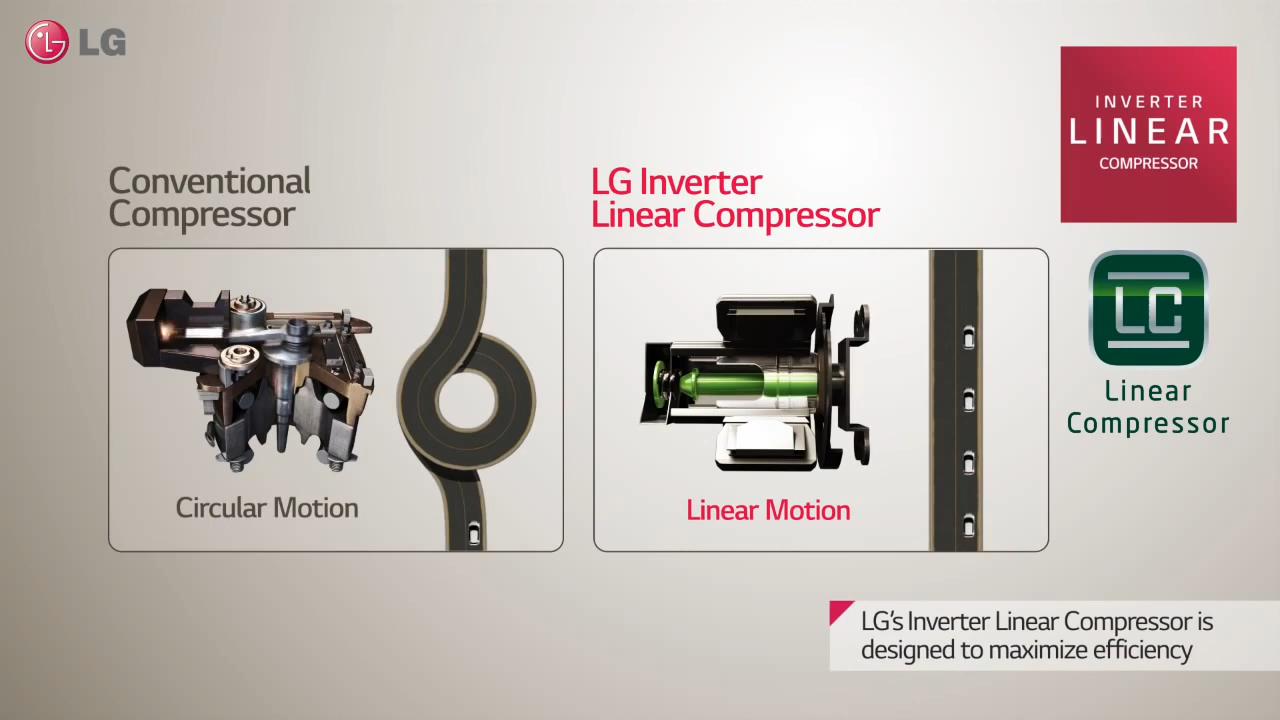 LG
INVERTER
LINEAR
COMPRESSOR
Conventional
Compressor
LG Inverter
Linear Compressor
LC
Linear
Compressor
Circular Motion
Linear Motion
LG's Inverter Linear Compressor is
designed to maximize efficiency